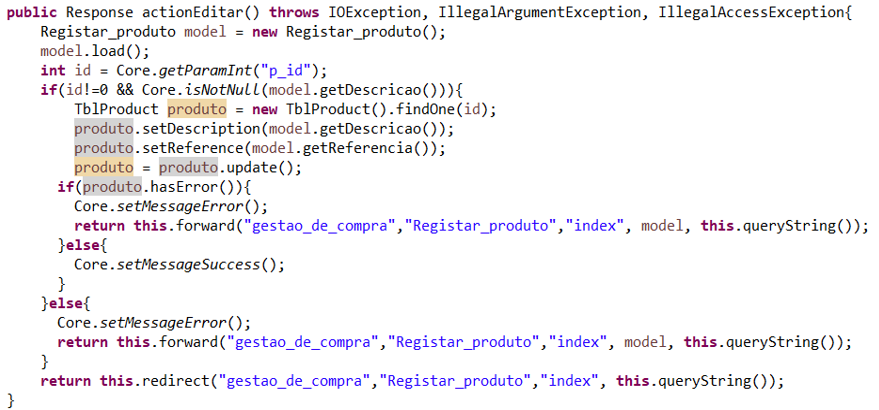 public Response actionEditar() throws IOException, IllegalArgumentException, IllegalAccessException{
Registar_produto model = new Registar_produto();
model.load();
int id = Core.getParamInt("p_id");
if(id!=0 && Core.isNotNull(model.getDescricao())){
TblProduct produto = new TblProduct().findOne(id);
produto.setDescription(model.getDescricao());
produto.setReference(model.getReferencia());
produto = produto.update();
if(produto.hasError()){
Core.setMessageError();
return this.forward("gestao_de_compra","Registar_produto","index", model, this.queryString());
}else{
Core.setMessageSuccess();
}
}else{
Core.setMessageError();
return this.forward("gestao_de_compra","Registar_produto","index", model, this.queryString());
}
return this.redirect("gestao_de_compra","Registar_produto","index", this.queryString());
}